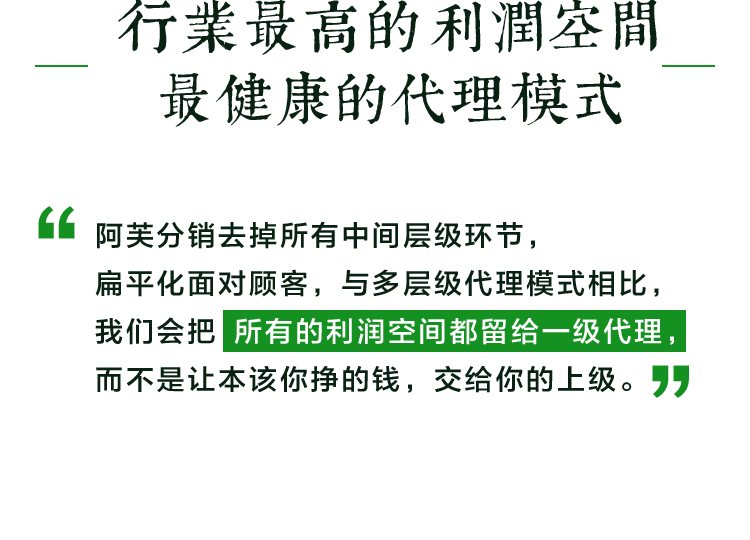 行業最高的利潤空間
最健康的代理模式
“阿芙分销去掉所有中间层级环节，
扁平化面对顾客，与多层级代理模式相比，
我们会把 所有的利润空间都留给一级代理，
而不是让本该你挣的钱，交给你的上级。”